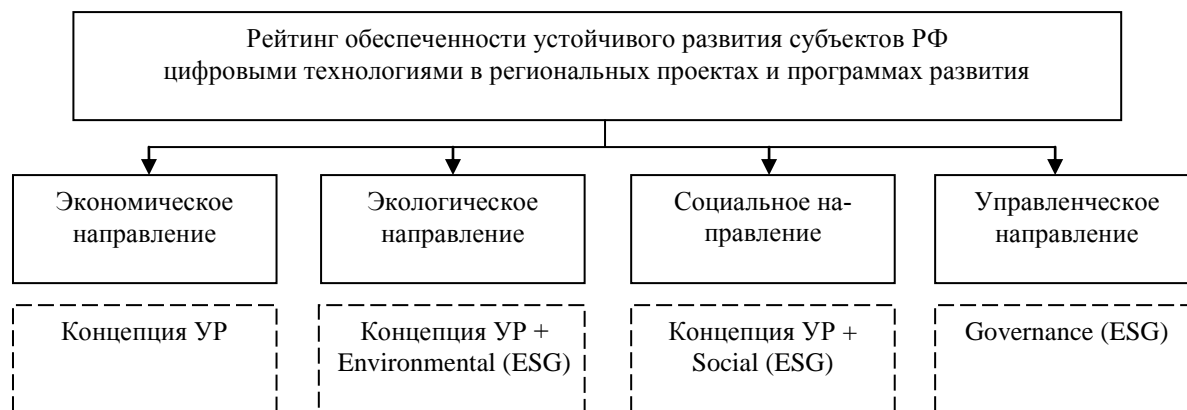 Рейтинг обеспеченности устойчивого развития субъектов РФ
цифровыми технологиями в региональных проектах и программах развития
Экономическое
направление
Экологическое
направление
Социальное на-
правление
Управленческое
направление
Концепция УР
Концепция УР +
Environmental (ESG)
Концепция УР +
Social (ESG)
Governance (ESG)